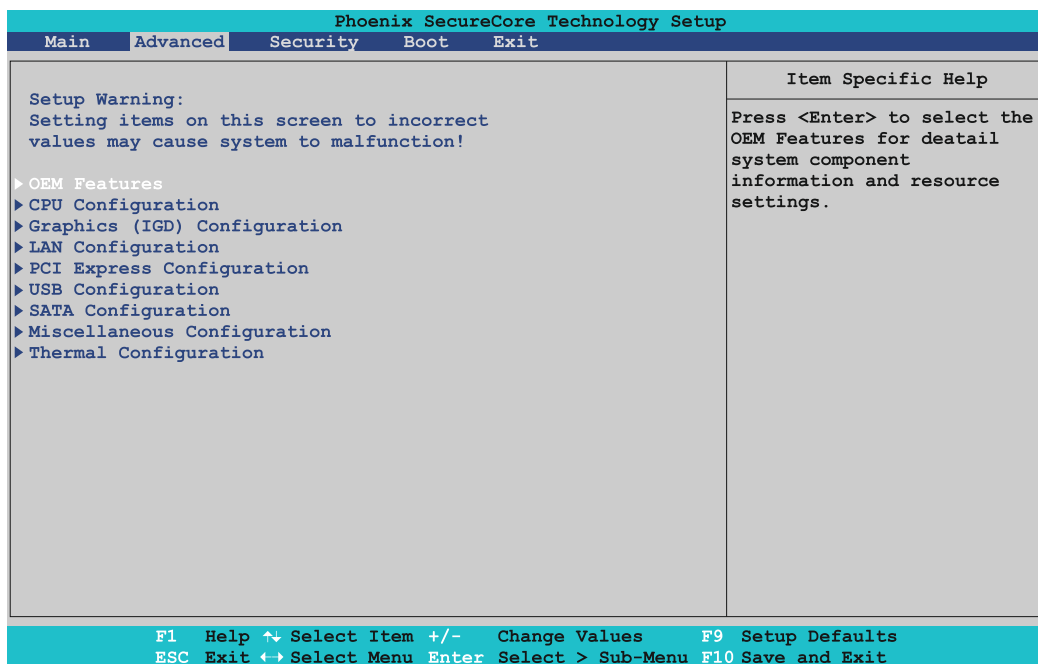 Phoenix SecureCore Technology Setup
Main Advanced Security Boot Exit
Setup Warning:
Setting items on this screen to incorrect
values may cause system to malfunction!
OEM Features
CPU Configuration
Graphics (IGD) Configuration
LAN Configuration
PCI Express Configuration
USB Configuration
SATA Configuration
Miscellaneous Configuration
Thermal Configuration
Item Specific Help
Press <Enter> to select the
OEM Features for deatail
system component
information and resource
settings.
F1 Help ↑↓ Select Item +/- Change Values F9 Setup Defaults
ESC Exit ←→ Select Menu Enter Select > Sub-Menu F10 Save and Exit